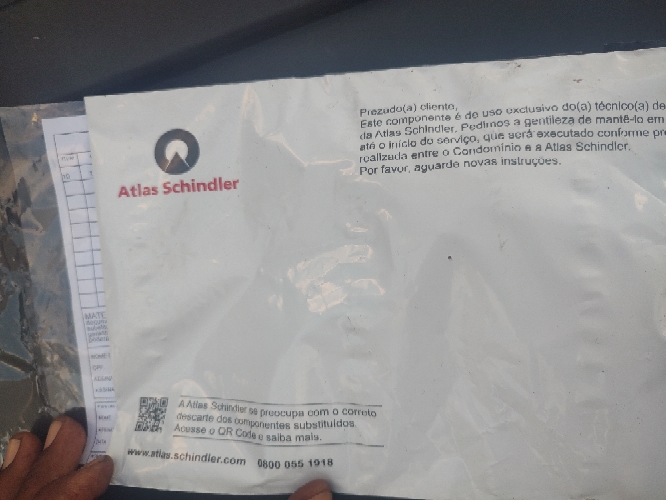 Prezado(a) cliente,
Este componente é de uso exclusivo do(a) técnico(a) de
da Atlas Schindler. Pedimos a gentileza de mantê-lo em
até o início do serviço, que será executado conforme
realizada entre o Condomínio e a Atlas Schindler.
Por favor, aguarde novas instruções.
Atlas Schindler
A Atlas Schindler se preocupa com o correto
descarte dos componentes substituídos.
Acesse o QR Code e saiba mais.
www.atlas.schindler.com 0800 055 1918